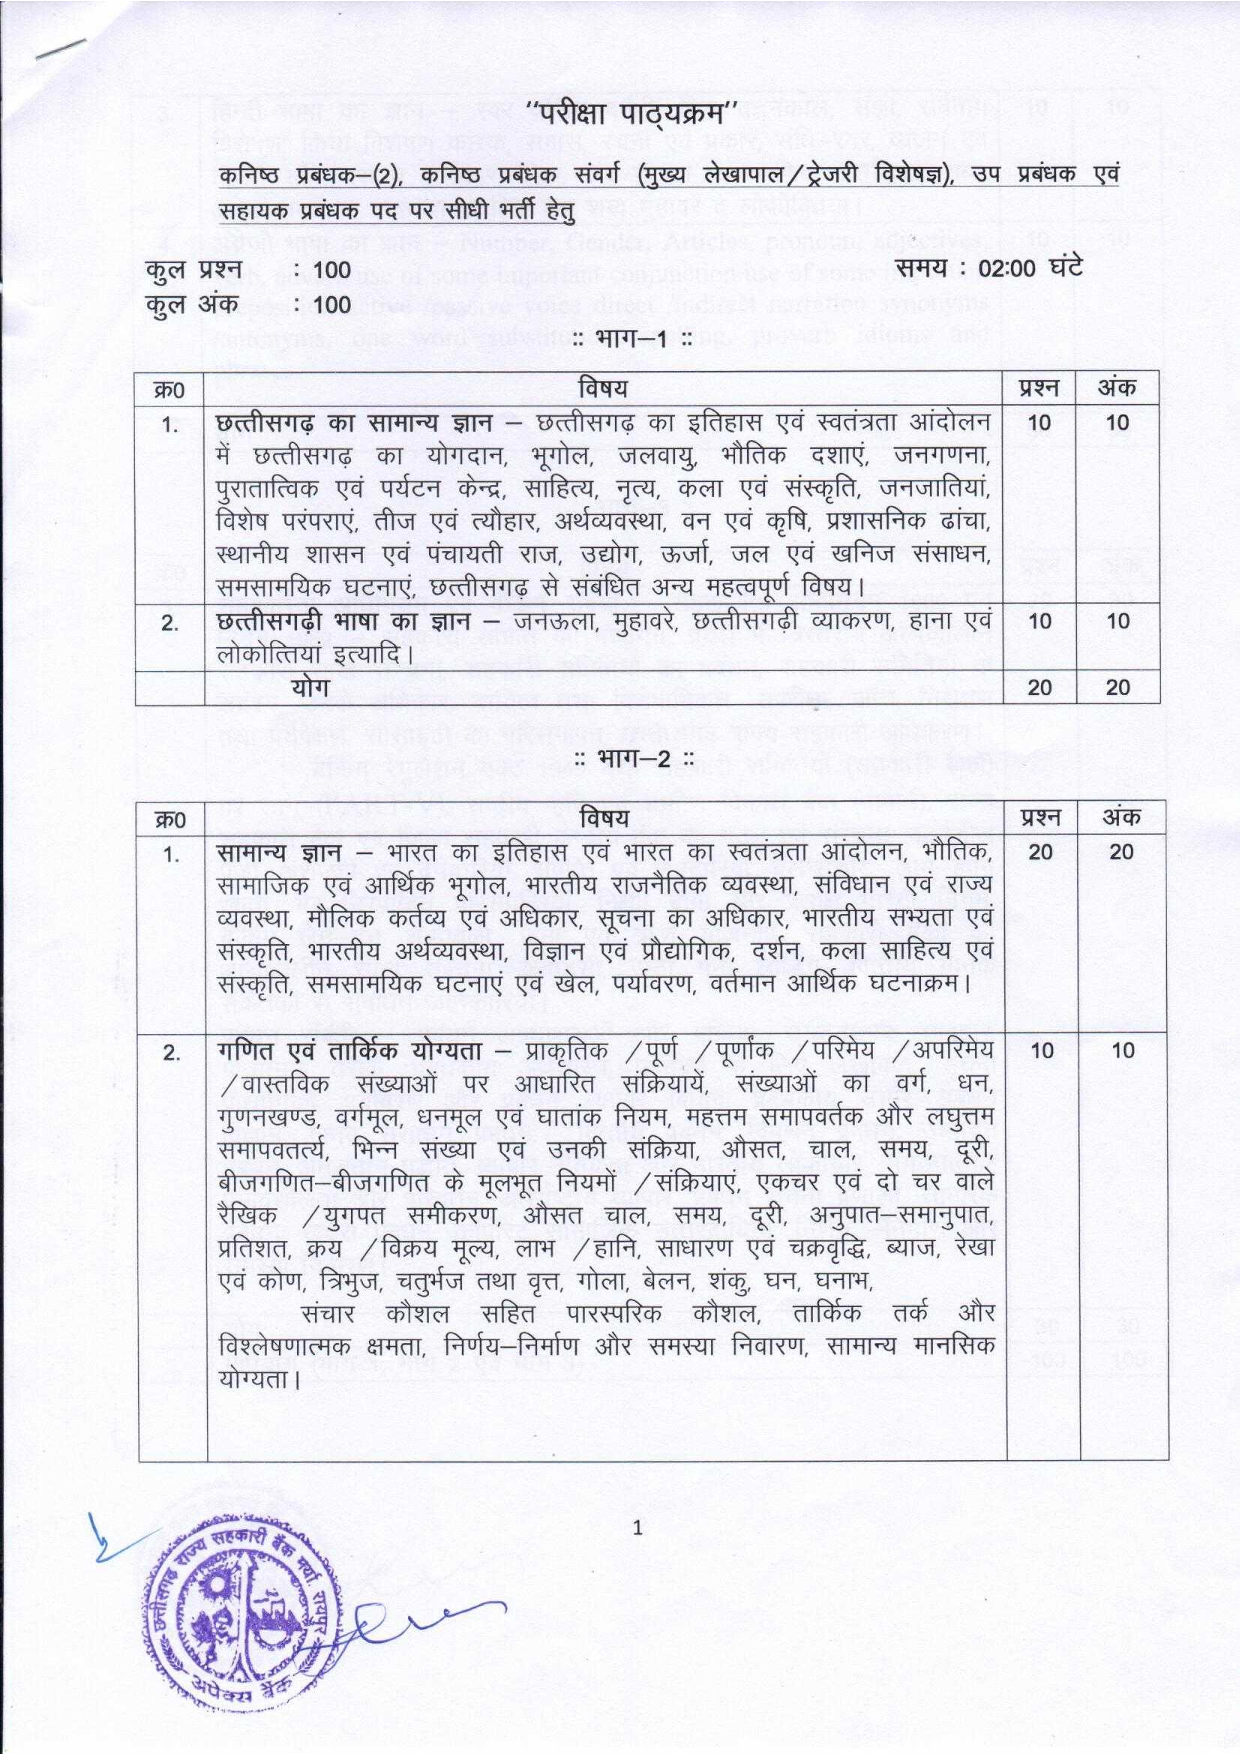 “परीक्षा पाठ्यक्रम”
कनिष्ठ प्रबंधक–(2), कनिष्ठ प्रबंधक संवर्ग (मुख्य लेखापाल/ट्रेजरी विशेषज्ञ), उप प्रबंधक एवं
सहायक प्रबंधक पद पर सीधी भर्ती हेतु
कुल प्रश्न : 100 समय : 02:00 घंटे
कुल अंक : 100
:: भाग–1 ::
क्र0 विषय प्रश्न अंक
1. छत्तीसगढ़ का सामान्य ज्ञान – छत्तीसगढ़ का इतिहास एवं स्वतंत्रता आंदोलन 10 10
में छत्तीसगढ़ का योगदान, भूगोल, जलवायु, भौतिक दशाएं, जनगणना,
पुरातात्विक एवं पर्यटन केन्द्र, साहित्य, नृत्य, कला एवं संस्कृति, जनजातियां,
विशेष परंपराएं, तीज एवं त्यौहार, अर्थव्यवस्था, वन एवं कृषि, प्रशासनिक ढांचा,
स्थानीय शासन एवं पंचायती राज, उद्योग, ऊर्जा, जल एवं खनिज संसाधन,
समसामयिक घटनाएं, छत्तीसगढ़ से संबंधित अन्य महत्वपूर्ण विषय।
2. छत्तीसगढ़ी भाषा का ज्ञान – जनऊला, मुहावरे, छत्तीसगढ़ी व्याकरण, हाना एवं 10 10
लोकोत्तियां इत्यादि।
योग 20 20
:: भाग–2 ::
क्र0 विषय प्रश्न अंक
1. सामान्य ज्ञान – भारत का इतिहास एवं भारत का स्वतंत्रता आंदोलन, भौतिक, 20 20
सामाजिक एवं आर्थिक भूगोल, भारतीय राजनैतिक व्यवस्था, संविधान एवं राज्य
व्यवस्था, मौलिक कर्तव्य एवं अधिकार, सूचना का अधिकार, भारतीय सभ्यता एवं
संस्कृति, भारतीय अर्थव्यवस्था, विज्ञान एवं प्रौद्योगिक, दर्शन, कला साहित्य एवं
संस्कृति, समसामयिक घटनाएं एवं खेल, पर्यावरण, वर्तमान आर्थिक घटनाक्रम।
2. गणित एवं तार्किक योग्यता – प्राकृतिक /पूर्ण /पूर्णांक /परिमेय /अपरिमेय 10 10
/वास्तविक संख्याओं पर आधारित संक्रियायें, संख्याओं का वर्ग, धन,
गुणनखण्ड, वर्गमूल, धनमूल एवं घातांक नियम, महत्तम समापवर्तक और लघुत्तम
समापवतर्त्य, भिन्न संख्या एवं उनकी संक्रिया, औसत, चाल, समय, दूरी,
बीजगणित–बीजगणित के मूलभूत नियमों /संक्रियाएं, एकचर एवं दो चर वाले
रैखिक /युगपत समीकरण, औसत चाल, समय, दूरी, अनुपात–समानुपात,
प्रतिशत, क्रय /विक्रय मूल्य, लाभ /हानि, साधारण एवं चक्रवृद्धि, ब्याज, रेखा
एवं कोण, त्रिभुज, चतुर्भज तथा वृत्त, गोला, बेलन, शंकु, घन, घनाभ,
संचार कौशल सहित पारस्परिक कौशल, तार्किक तर्क और
विश्लेषणात्मक क्षमता, निर्णय–निर्माण और समस्या निवारण, सामान्य मानसिक
योग्यता।
1
छत्तीसगढ़ राज्य सहकारी बैंक मर्या. रायपुर
अपेक्स बैंक